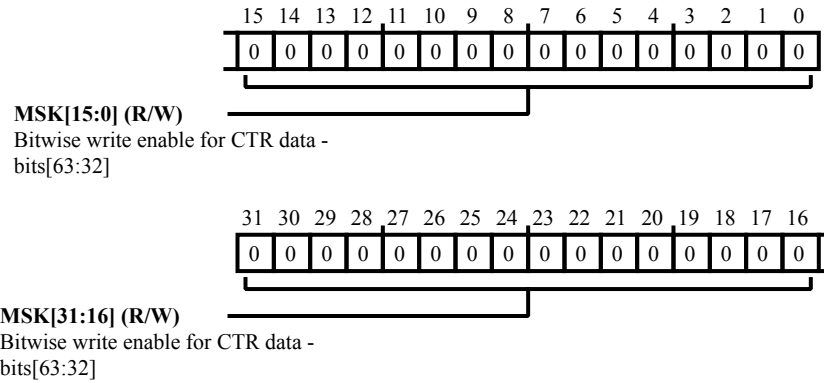 15 14 13 12 11 10 9 8 7 6 5 4 3 2 1 0
0 0 0 0 0 0 0 0 0 0 0 0 0 0 0 0
MSK[15:0] (R/W)
Bitwise write enable for CTR data -
bits[63:32]
31 30 29 28 27 26 25 24 23 22 21 20 19 18 17 16
0 0 0 0 0 0 0 0 0 0 0 0 0 0 0 0
MSK[31:16] (R/W)
Bitwise write enable for CTR data -
bits[63:32]